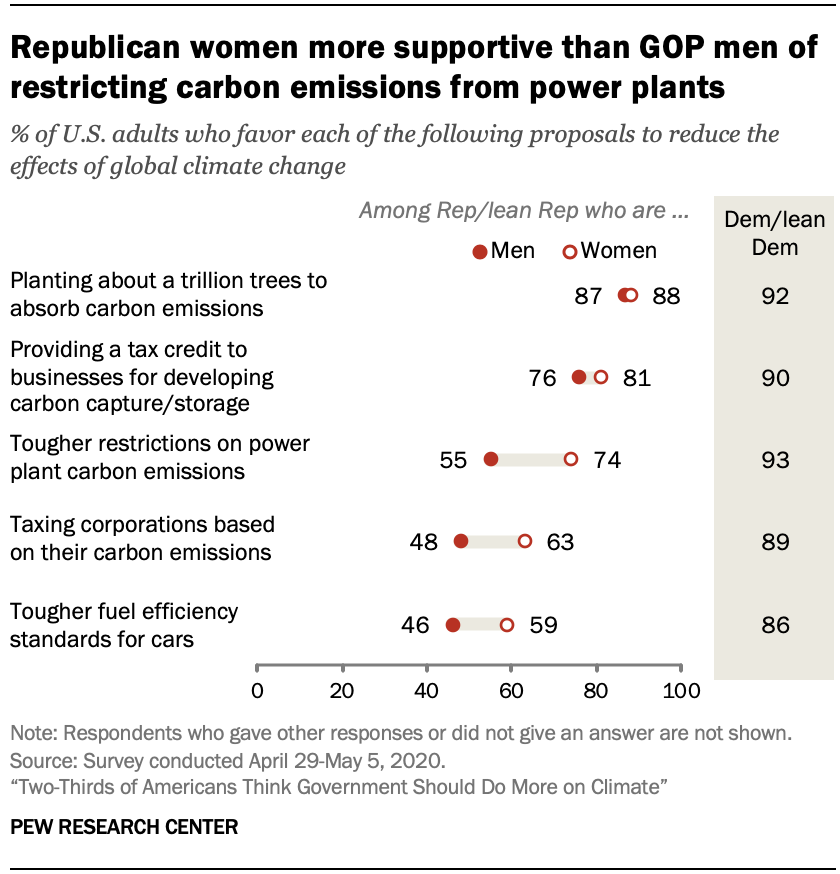 Republican women more supportive than GOP men of
restricting carbon emissions from power plants
% of U.S. adults who favor each of the following proposals to reduce the
effects of global climate change
Among Rep/lean Rep who are ...
Dem/lean
Dem
Men Women
Planting about a trillion trees to
absorb carbon emissions
87 88 92
Providing a tax credit to
businesses for developing
carbon capture/storage
76 81 90
Tougher restrictions on power
plant carbon emissions
55 74 93
Taxing corporations based
on their carbon emissions
48 63 89
Tougher fuel efficiency
standards for cars
46 59 86
0 20 40 60 80 100
Note: Respondents who gave other responses or did not give an answer are not shown.
Source: Survey conducted April 29-May 5, 2020.
“Two-Thirds of Americans Think Government Should Do More on Climate”
PEW RESEARCH CENTER